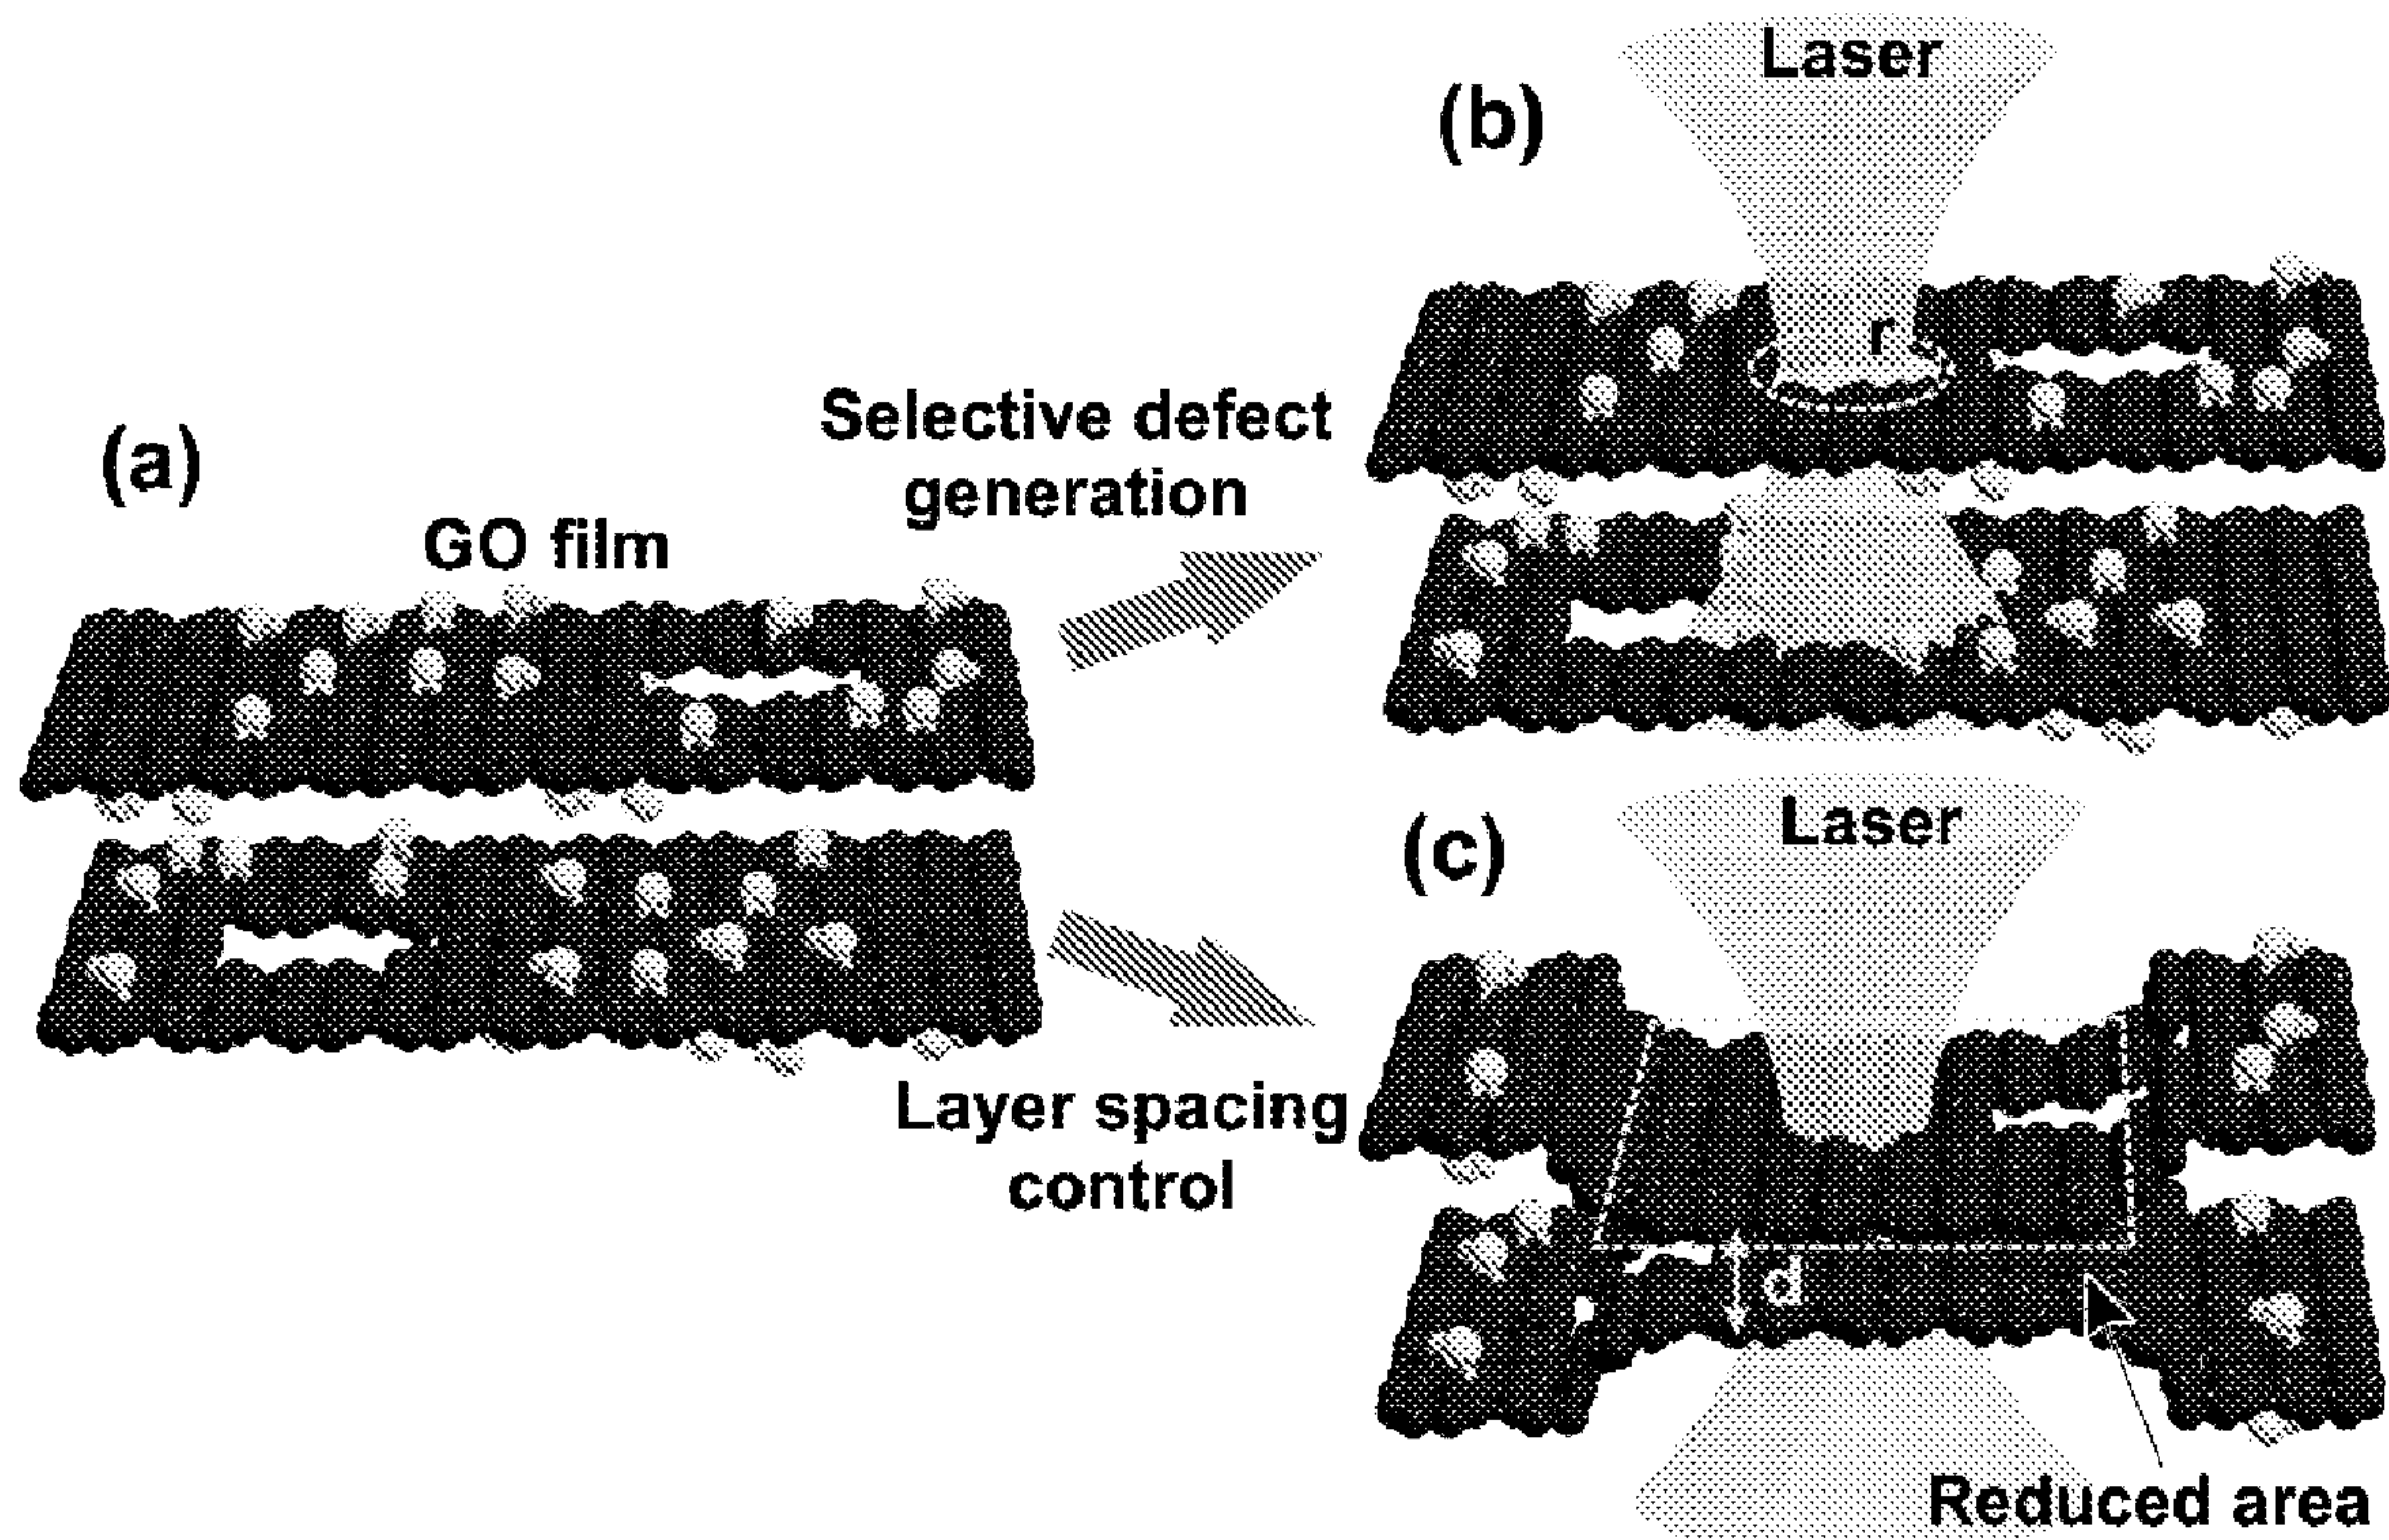 (a)
GO film
Selective defect
generation
Layer spacing
control
(b)
Laser
r
(c)
Laser
d
Reduced area